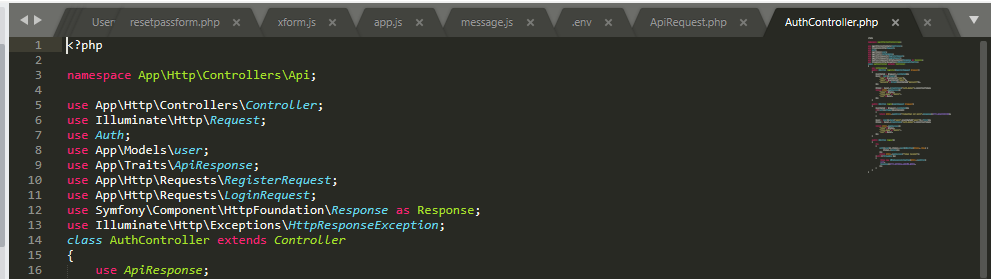 User resetpassform.php xform.js app.js message.js .env ApiRequest.php AuthController.php
1 <?php
2
3 namespace App\Http\Controllers\Api;
4
5 use App\Http\Controllers\Controller;
6 use Illuminate\Http\Request;
7 use Auth;
8 use App\Models\user;
9 use App\Traits\ApiResponse;
10 use App\Http\Requests\RegisterRequest;
11 use App\Http\Requests\LoginRequest;
12 use Symfony\Component\HttpFoundation\Response as Response;
13 use Illuminate\Http\Exceptions\HttpResponseException;
14 class AuthController extends Controller
15 {
16 use ApiResponse;